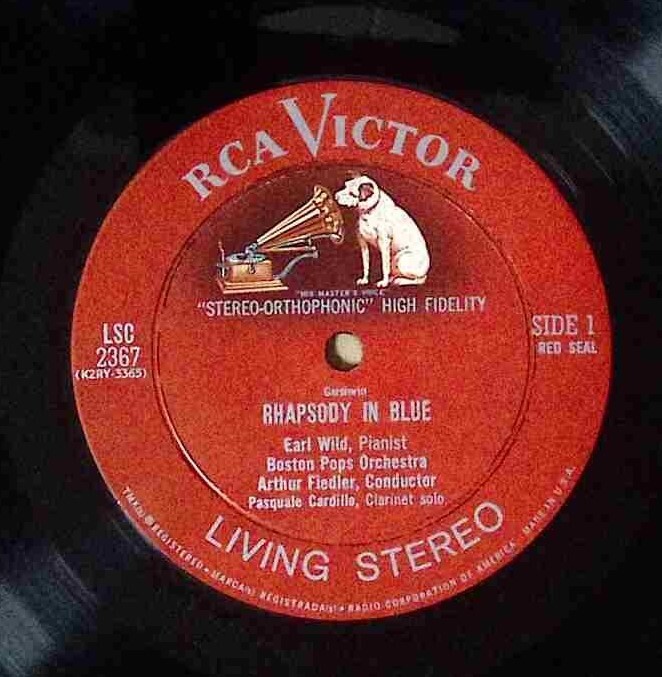 RCA VICTOR
"HIS MASTER'S VOICE"
"STEREO-ORTHOPHONIC" HIGH FIDELITY
LSC
2367
(K2RY-3365)
SIDE 1
RED SEAL
Gershwin
RHAPSODY IN BLUE
Earl Wild, Pianist
Boston Pops Orchestra
Arthur Fiedler, Conductor
Pasquale Cardillo, Clarinet solo
LIVING STEREO
TMK(s) ® REGISTERED • MARCA(s) REGISTRADA(s) • RADIO CORPORATION OF AMERICA • MADE IN U.S.A.